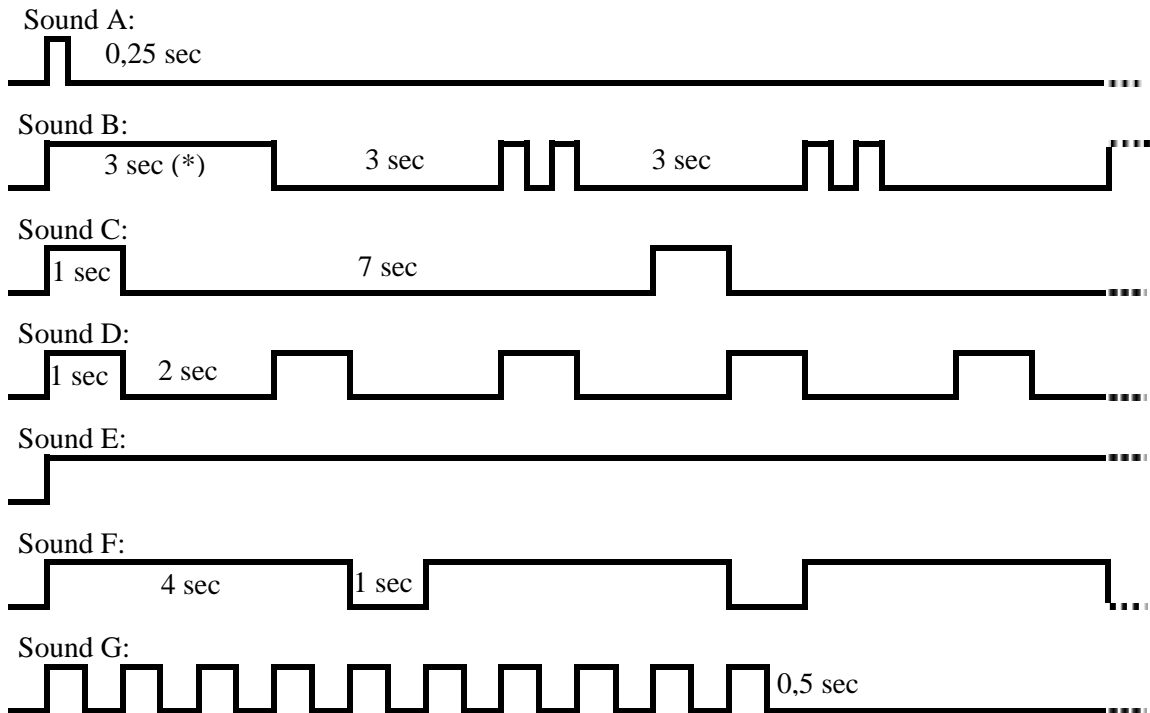 Sound A:
0,25 sec
Sound B:
3 sec (*) 3 sec 3 sec
Sound C:
1 sec 7 sec
Sound D:
1 sec 2 sec
Sound E:
Sound F:
4 sec 1 sec
Sound G:
0,5 sec